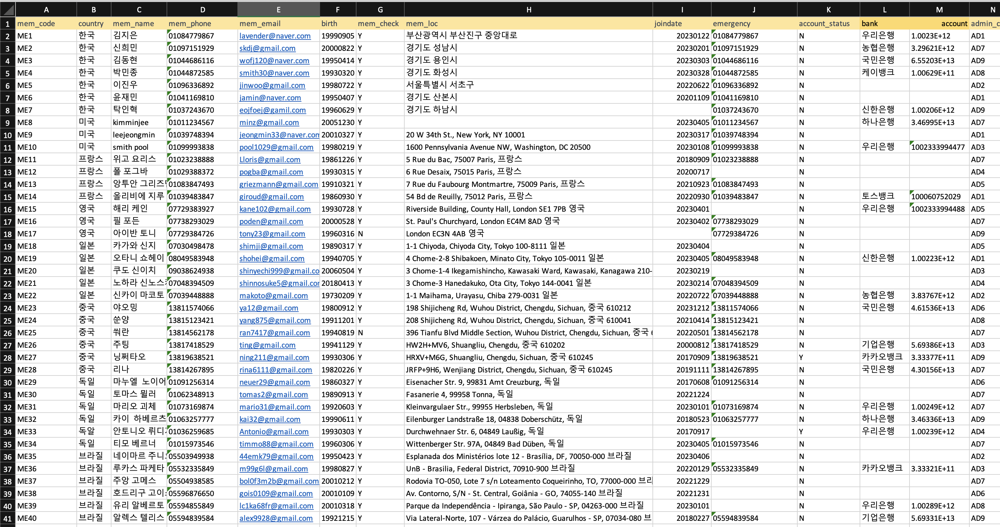 A B C D E F G H I J K L M N
1 mem_code country mem_name mem_phone mem_email birth mem_check mem_loc joindate emergency account_status bank account admin_c
2 ME1 한국 김지은 01084779867 lavender@naver.com 19990905 Y 부산광역시 부산진구 중앙대로 20230122 01084779867 N 우리은행 1.0023E+12 AD1
3 ME2 한국 신희민 01097151929 skdj@gmail.com 20000822 Y 경기도 성남시 20230201 01097151929 N 농협은행 3.29621E+12 AD7
4 ME3 한국 김동현 01044686116 wofj120@naver.com 19950414 Y 경기도 용인시 20230303 01044686116 N 국민은행 6.55203E+13 AD9
5 ME4 한국 박민종 01044872585 smith30@naver.com 19930320 Y 경기도 화성시 20230328 01044872585 N 케이뱅크 1.00629E+11 AD8
6 ME5 한국 이진우 01096336892 jinwoo@gmail.com 19980722 Y 서울특별시 서초구 20220622 01096336892 N AD2
7 ME6 한국 윤재민 01041169810 jamin@naver.com 19950407 Y 경기도 산본시 20201109 01041169810 N AD1
8 ME7 한국 탁인혁 01037243670 eojfoej@gamil.com 19960629 Y 경기도 하남시 01037243670 N 신한은행 1.00206E+12 AD9
9 ME8 미국 kimminjee 01011234567 minz@gmail.com 20051230 Y 20230405 01011234567 N 하나은행 3.46995E+13 AD7
10 ME9 미국 leejeongmin 01039748394 jeongmin33@naver.com 20010327 Y 20 W 34th St., New York, NY 10001 20230317 01039748394 N AD1
11 ME10 미국 smith pool 01099993838 pool1029@gmail.com 19980219 Y 1600 Pennsylvania Avenue NW, Washington, DC 20500 20230108 01099993838 N 우리은행 1002333994477 AD3
12 ME11 프랑스 위고 요리스 01023238888 Lloris@gmail.com 19861226 Y 5 Rue du Bac, 75007 Paris, 프랑스 20180909 01023238888 N AD7
13 ME12 프랑스 폴 포그바 01029388372 pogba@gmail.com 19930315 Y 6 Rue Desaix, 75015 Paris, 프랑스 20200717 N AD4
14 ME13 프랑스 앙투안 그리즈 01083847493 griezmann@gmail.com 19910321 Y 7 Rue du Faubourg Montmartre, 75009 Paris, 프랑스 20210923 01083847493 N AD5
15 ME14 프랑스 올리비에 지루 01039483847 giroud@gmail.com 19860930 Y 54 Bd de Reuilly, 75012 Paris, 프랑스 20220930 01039483847 N 토스뱅크 100060752029 AD1
16 ME15 영국 해리 케인 07729383927 kane102@gmail.com 19930728 Y Riverside Building, County Hall, London SE1 7PB 영국 20230401 N 우리은행 1002333994488 AD5
17 ME16 영국 필 포든 07738293029 poden@gmail.com 20000528 Y St. Paul's Churchyard, London EC4M 8AD 영국 20230402 07738293029 N AD7
18 ME17 영국 아이반 토니 07729384726 tony23@gmail.com 19960316 N London EC3N 4AB 영국 07729384726 N AD9
19 ME18 일본 카가와 신지 07030498478 shimji@gmail.com 19890317 Y 1-1 Chiyoda, Chiyoda City, Tokyo 100-8111 일본 20230404 N AD5
20 ME19 일본 오타니 쇼헤이 08049583948 shohei@gmail.com 19940705 Y 4 Chome-2-8 Shibakoen, Minato City, Tokyo 105-0011 일본 20230405 08049583948 N 신한은행 1.00223E+12 AD1
21 ME20 일본 쿠도 신이치 09038624938 shinyechi999@gmail.co 20060504 Y 3 Chome-1-4 Ikegamishincho, Kawasaki Ward, Kawasaki, Kanagawa 210- 20230219 N AD3
22 ME21 일본 노하라 신노스 07048394509 shinnosuke5@gmail.cor 20180413 Y 3 Chome-3 Hanedakuko, Ota City, Tokyo 144-0041 일본 20230214 07048394509 N AD4
23 ME22 일본 신카이 마코토 07039448888 makoto@gmail.com 19730209 Y 1-1 Maihama, Urayasu, Chiba 279-0031 일본 20220722 07039448888 N 농협은행 3.83767E+12 AD2
24 ME23 중국 야오밍 13811574066 ya12@gmail.com 19800912 Y 198 Shijicheng Rd, Wuhou District, Chengdu, Sichuan, 중국 610212 20231212 13811574066 N 국민은행 4.61536E+13 AD6
25 ME24 중국 쑨양 13815123421 yang875@gmail.com 19911201 Y 208 Shijicheng Rd, Wuhou District, Chengdu, Sichuan, 중국 610041 20210414 13815123421 N AD8
26 ME25 중국 쒀란 13814562178 ran7417@gmail.com 19940819 N 396 Tianfu Blvd Middle Section, Wuhou District, Chengdu, Sichuan, 중국 20220501 13814562178 N AD7
27 ME26 중국 주팅 13817418529 ting@gmail.com 19941129 Y HW2H+MV6, Shuangliu, Chengdu, 중국 610202 20000812 13817418529 N 기업은행 5.69386E+13 AD3
28 ME27 중국 닝쩌타오 13819638521 ning211@gmail.com 19930306 Y HRXV+M6G, Shuangliu, Chengdu, Sichuan, 중국 610245 20170909 13819638521 Y 카카오뱅크 3.33377E+11 AD9
29 ME28 중국 리나 13814267895 rina6111@gmail.com 19820226 Y JRFP+9H6, Wenjiang District, Chengdu, Sichuan, 중국 610245 20191111 13814267895 N 국민은행 4.30156E+13 AD7
30 ME29 독일 마누엘 노이어 01091256314 neuer29@gmail.com 19860327 Y Eisenacher Str. 9, 99831 Amt Creuzburg, 독일 20170608 01091256314 N AD6
31 ME30 독일 토마스 뮐러 01062348913 tomas2@gmail.com 19890913 Y Fasanerie 4, 99958 Tonna, 독일 20221224 N AD7
32 ME31 독일 마리오 괴체 01073169874 mario31@gmail.com 19920603 Y Kleinvargulaer Str., 99955 Herbsleben, 독일 20230101 01073169874 N 우리은행 1.00249E+12 AD7
33 ME32 독일 카이 하베르츠 01063257777 kai32@gmail.com 19990611 Y Eilenburger Landstraße 18, 04838 Doberschütz, 독일 20180523 01063257777 N 하나은행 3.46336E+13 AD9
34 ME33 독알 안토니오 뤼디 01036259685 Antonio@gmail.com 19930303 Y Durchwehnaer Str. 6, 04849 Laußig, 독일 20170917 Y 우리은행 1.00239E+12 AD4
35 ME34 독일 티모 베르너 01015973546 timmo88@gmail.com 19960306 Y Wittenberger Str. 97A, 04849 Bad Düben, 독일 20230405 01015973546 N AD7
36 ME35 브라질 네이마르 주니 05503949938 44emk79@gmail.com 19950423 Y Esplanada dos Ministérios lote 12 - Brasília, DF, 70050-000 브라질 20230406 N AD2
37 ME36 브라질 루카스 파케타 05532335849 m99g6l@gmail.com 19980827 Y UnB - Brasilia, Federal District, 70910-900 브라질 20220129 05532335849 N 카카오뱅크 3.33321E+11 AD3
38 ME37 브라질 주앙 고메스 05504938585 bol0f3m2b@gmail.com 20010212 Y Rodovia TO-050, Lote 7 s/n Loteamento Coqueirinho, TO, 77000-000 브라 20221229 N AD7
39 ME38 브라질 호드리구 고이 05596876650 gois0109@gmail.com 20010109 Y Av. Contorno, S/N - St. Central, Goiânia - GO, 74055-140 브라질 20221231 N AD6
40 ME39 브라질 유리 알베르토 05594855849 lc1ka68fr@gmail.com 20010318 Y Parque da Independência - Ipiranga, São Paulo - SP, 04263-000 브라질 20230101 N 우리은행 1.00289E+12 AD8
41 ME40 브라질 알렉스 텔리스 05594839584 alex9928@gmail.com 19921215 Y Via Lateral-Norte, 107 - Várzea do Palácio, Guarulhos - SP, 07034-080 브 20180227 05594839584 N 기업은행 5.69331E+13 AD9